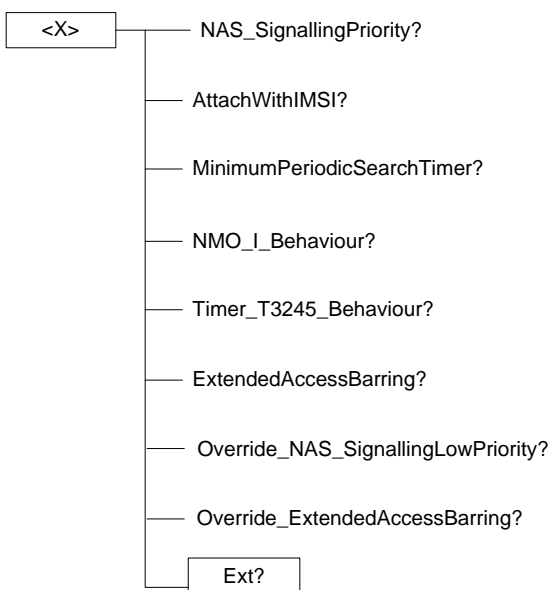 <X>
NAS_SignallingPriority?
AttachWithIMSI?
MinimumPeriodicSearchTimer?
NMO_I_Behaviour?
Timer_T3245_Behaviour?
ExtendedAccessBarring?
Override_NAS_SignallingLowPriority?
Override_ExtendedAccessBarring?
Ext?